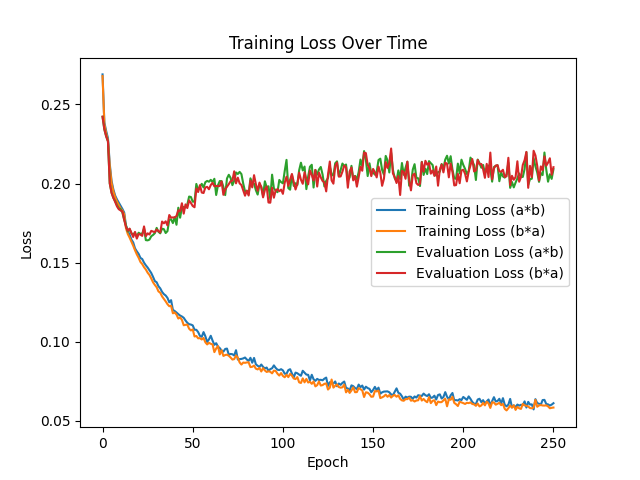 Training Loss Over Time
Loss
0.25
0.20
0.15
0.10
0.05
Training Loss (a*b)
Training Loss (b*a)
Evaluation Loss (a*b)
Evaluation Loss (b*a)
0 50 100 150 200 250
Epoch